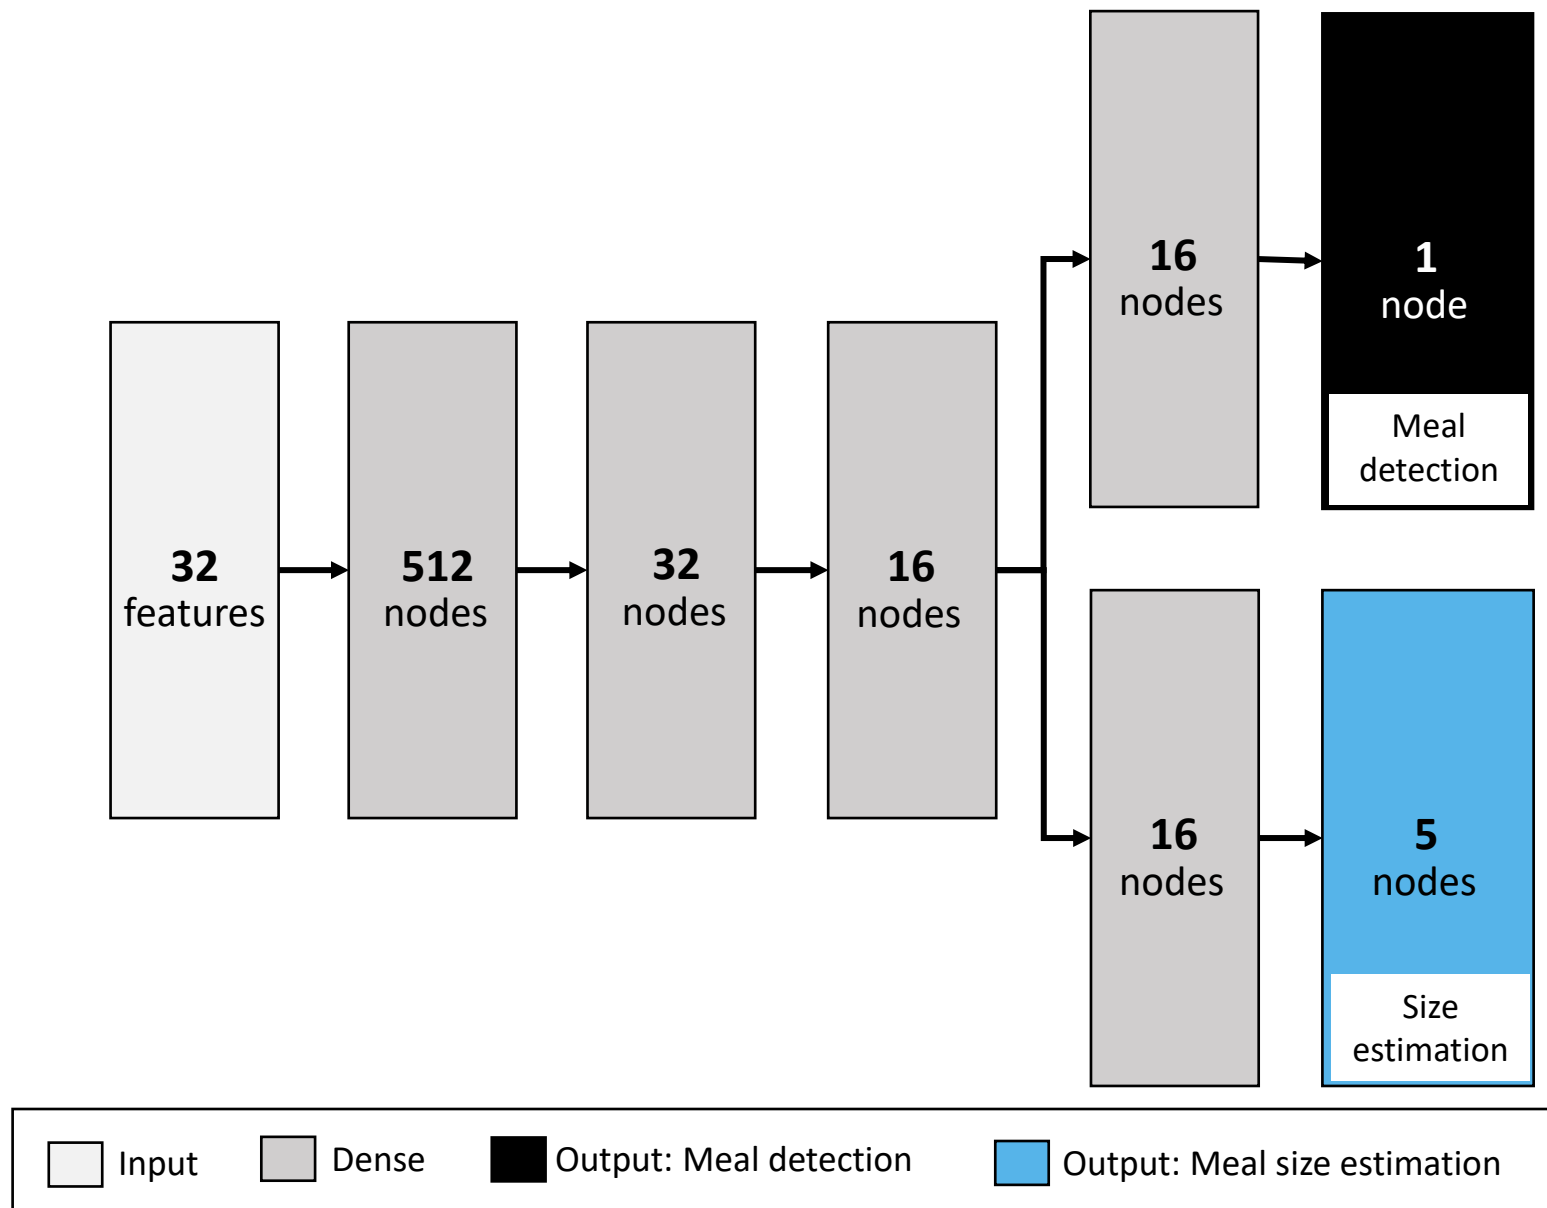 32
features
512
nodes
32
nodes
16
nodes
16
nodes
1
node
Meal
detection
16
nodes
5
nodes
Size
estimation
Input
Dense
Output: Meal detection
Output: Meal size estimation